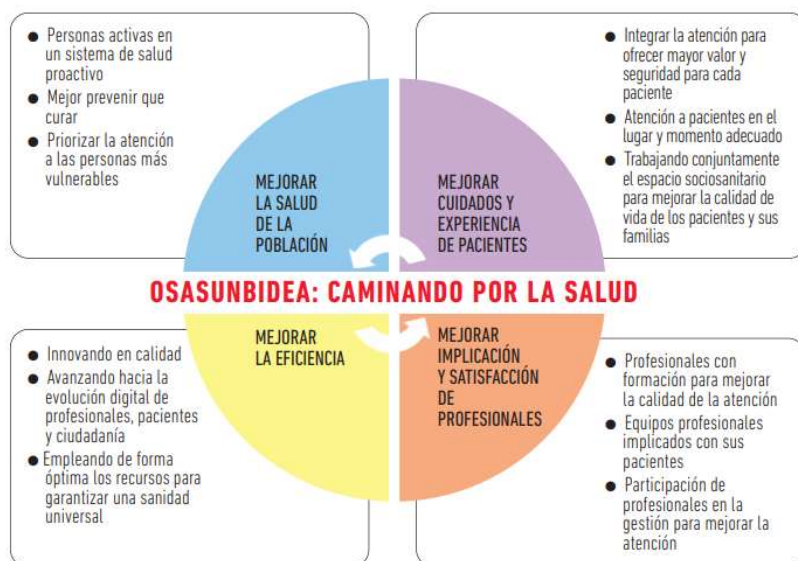 ● Personas activas en
un sistema de salud
proactivo
● Mejor prevenir que
curar
● Priorizar la atención
a las personas más
vulnerables
MEJORAR
LA SALUD
DE LA
POBLACIÓN
MEJORAR
CUIDADOS Y
EXPERIENCIA
DE PACIENTES
● Integrar la atención para
ofrecer mayor valor y
seguridad para cada
paciente
● Atención a pacientes en el
lugar y momento adecuado
● Trabajando conjuntamente
el espacio sociosanitario
para mejorar la calidad de
vida de los pacientes y sus
familias
OSASUNBIDEA: CAMINANDO POR LA SALUD
● Innovando en calidad
● Avanzando hacia la
evolución digital de
profesionales, pacientes
y ciudadanía
● Empleando de forma
óptima los recursos para
garantizar una sanidad
universal
MEJORAR
LA EFICIENCIA
MEJORAR
IMPLICACIÓN
Y SATISFACCIÓN
DE
PROFESIONALES
● Profesionales con
formación para mejorar
la calidad de la atención
● Equipos profesionales
implicados con sus
pacientes
● Participación de
profesionales en la
gestión para mejorar la
atención